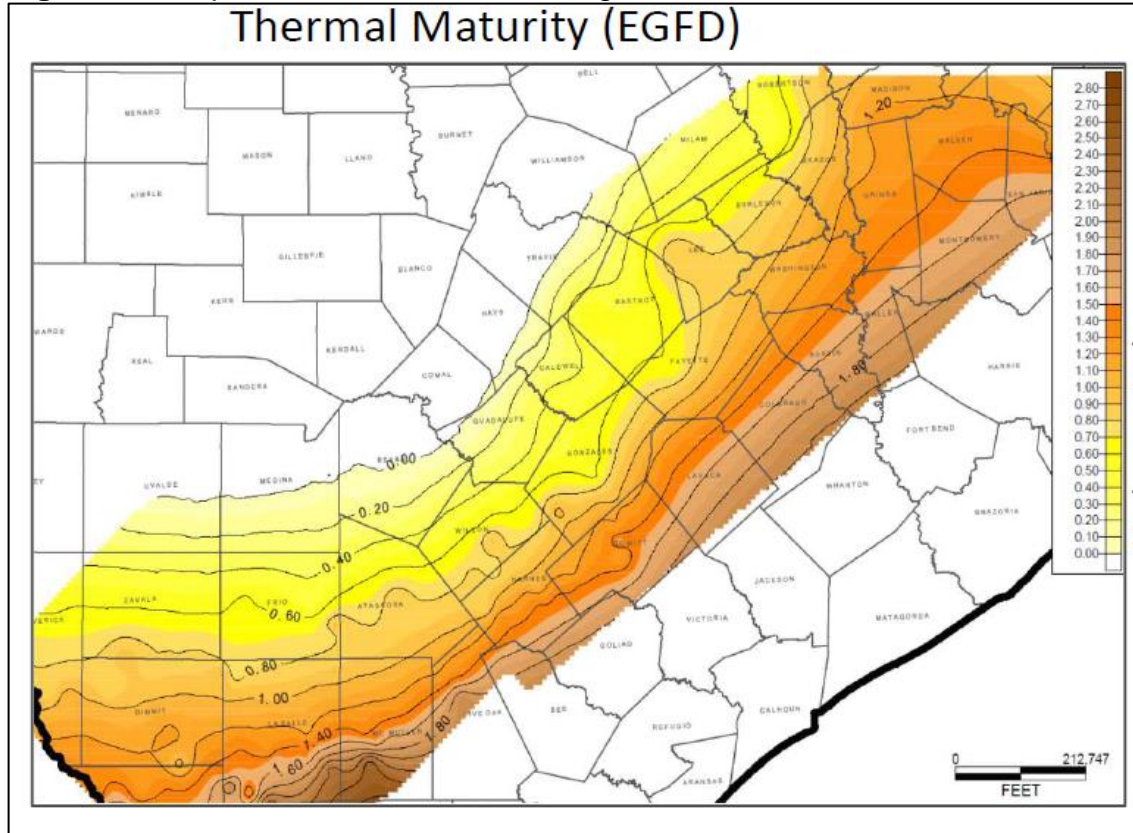 Thermal Maturity (EGFD)
BELL
ROBERTSON
MADISON
2.80
2.70
2.60
2.50
2.40
2.30
2.20
2.10
2.00
1.90
1.80
1.70
1.60
1.50
1.40
1.30
1.20
1.10
1.00
0.90
0.80
0.70
0.60
0.50
0.40
0.30
0.20
0.10
0.00
MENARD
BURNET
MILAM
1.20
WALKER
MASON
LLANO
WILLIAMSON
BRAZOS
KIMBLE
GRIMES
BURLESON
MONTGOMERY
GILLESPIE
TRAVIS
LEE
BLANCO
WASHINGTON
KERR
HAYS
BASTROP
WALLER
REAL
KENDALL
AUSTIN
FAYETTE
HARRIS
COMAL
CALDWELL
1.80
BANDERA
COLORADO
GUADALUPE
FORT BEND
GONZALES
0.00
UVALDE
MEDINA
LAVACA
WHARTON
0.20
BRAZORIA
WILSON
0.40
DEWITT
KARNES
JACKSON
ZAVALA
FRIO
ATASCOSA
0.60
VICTORIA
MATAGORDA
GOLIAD
0.80
1.00
DIMMIT
LASALLE
BEE
CALHOUN
1.40
REFUGIO
1.80
1.60
ARANSAS
0 212,747
FEET